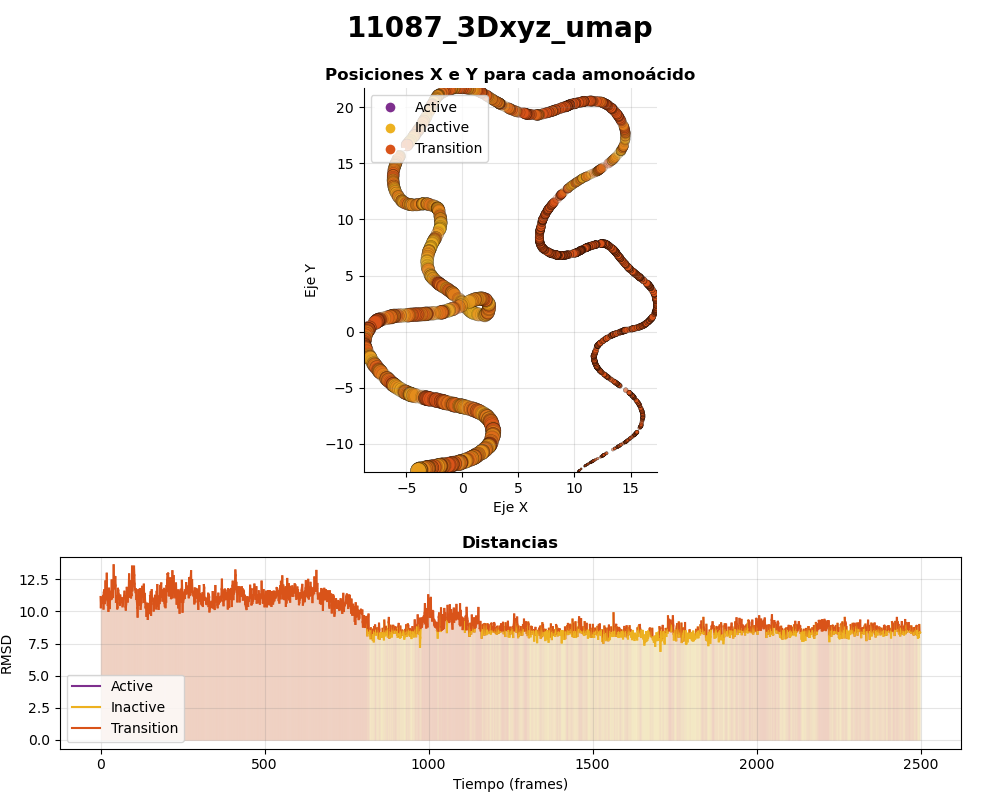 11087_3Dxyz_umap
Posiciones X e Y para cada amonoácido
Active
Inactive
Transition
20
15
10
5
0
−5
−10
Eje Y
−5
0
5
10
15
Eje X
Distancias
12.5
10.0
7.5
5.0
2.5
0.0
RMSD
Active
Inactive
Transition
0
500
1000
1500
2000
2500
Tiempo (frames)